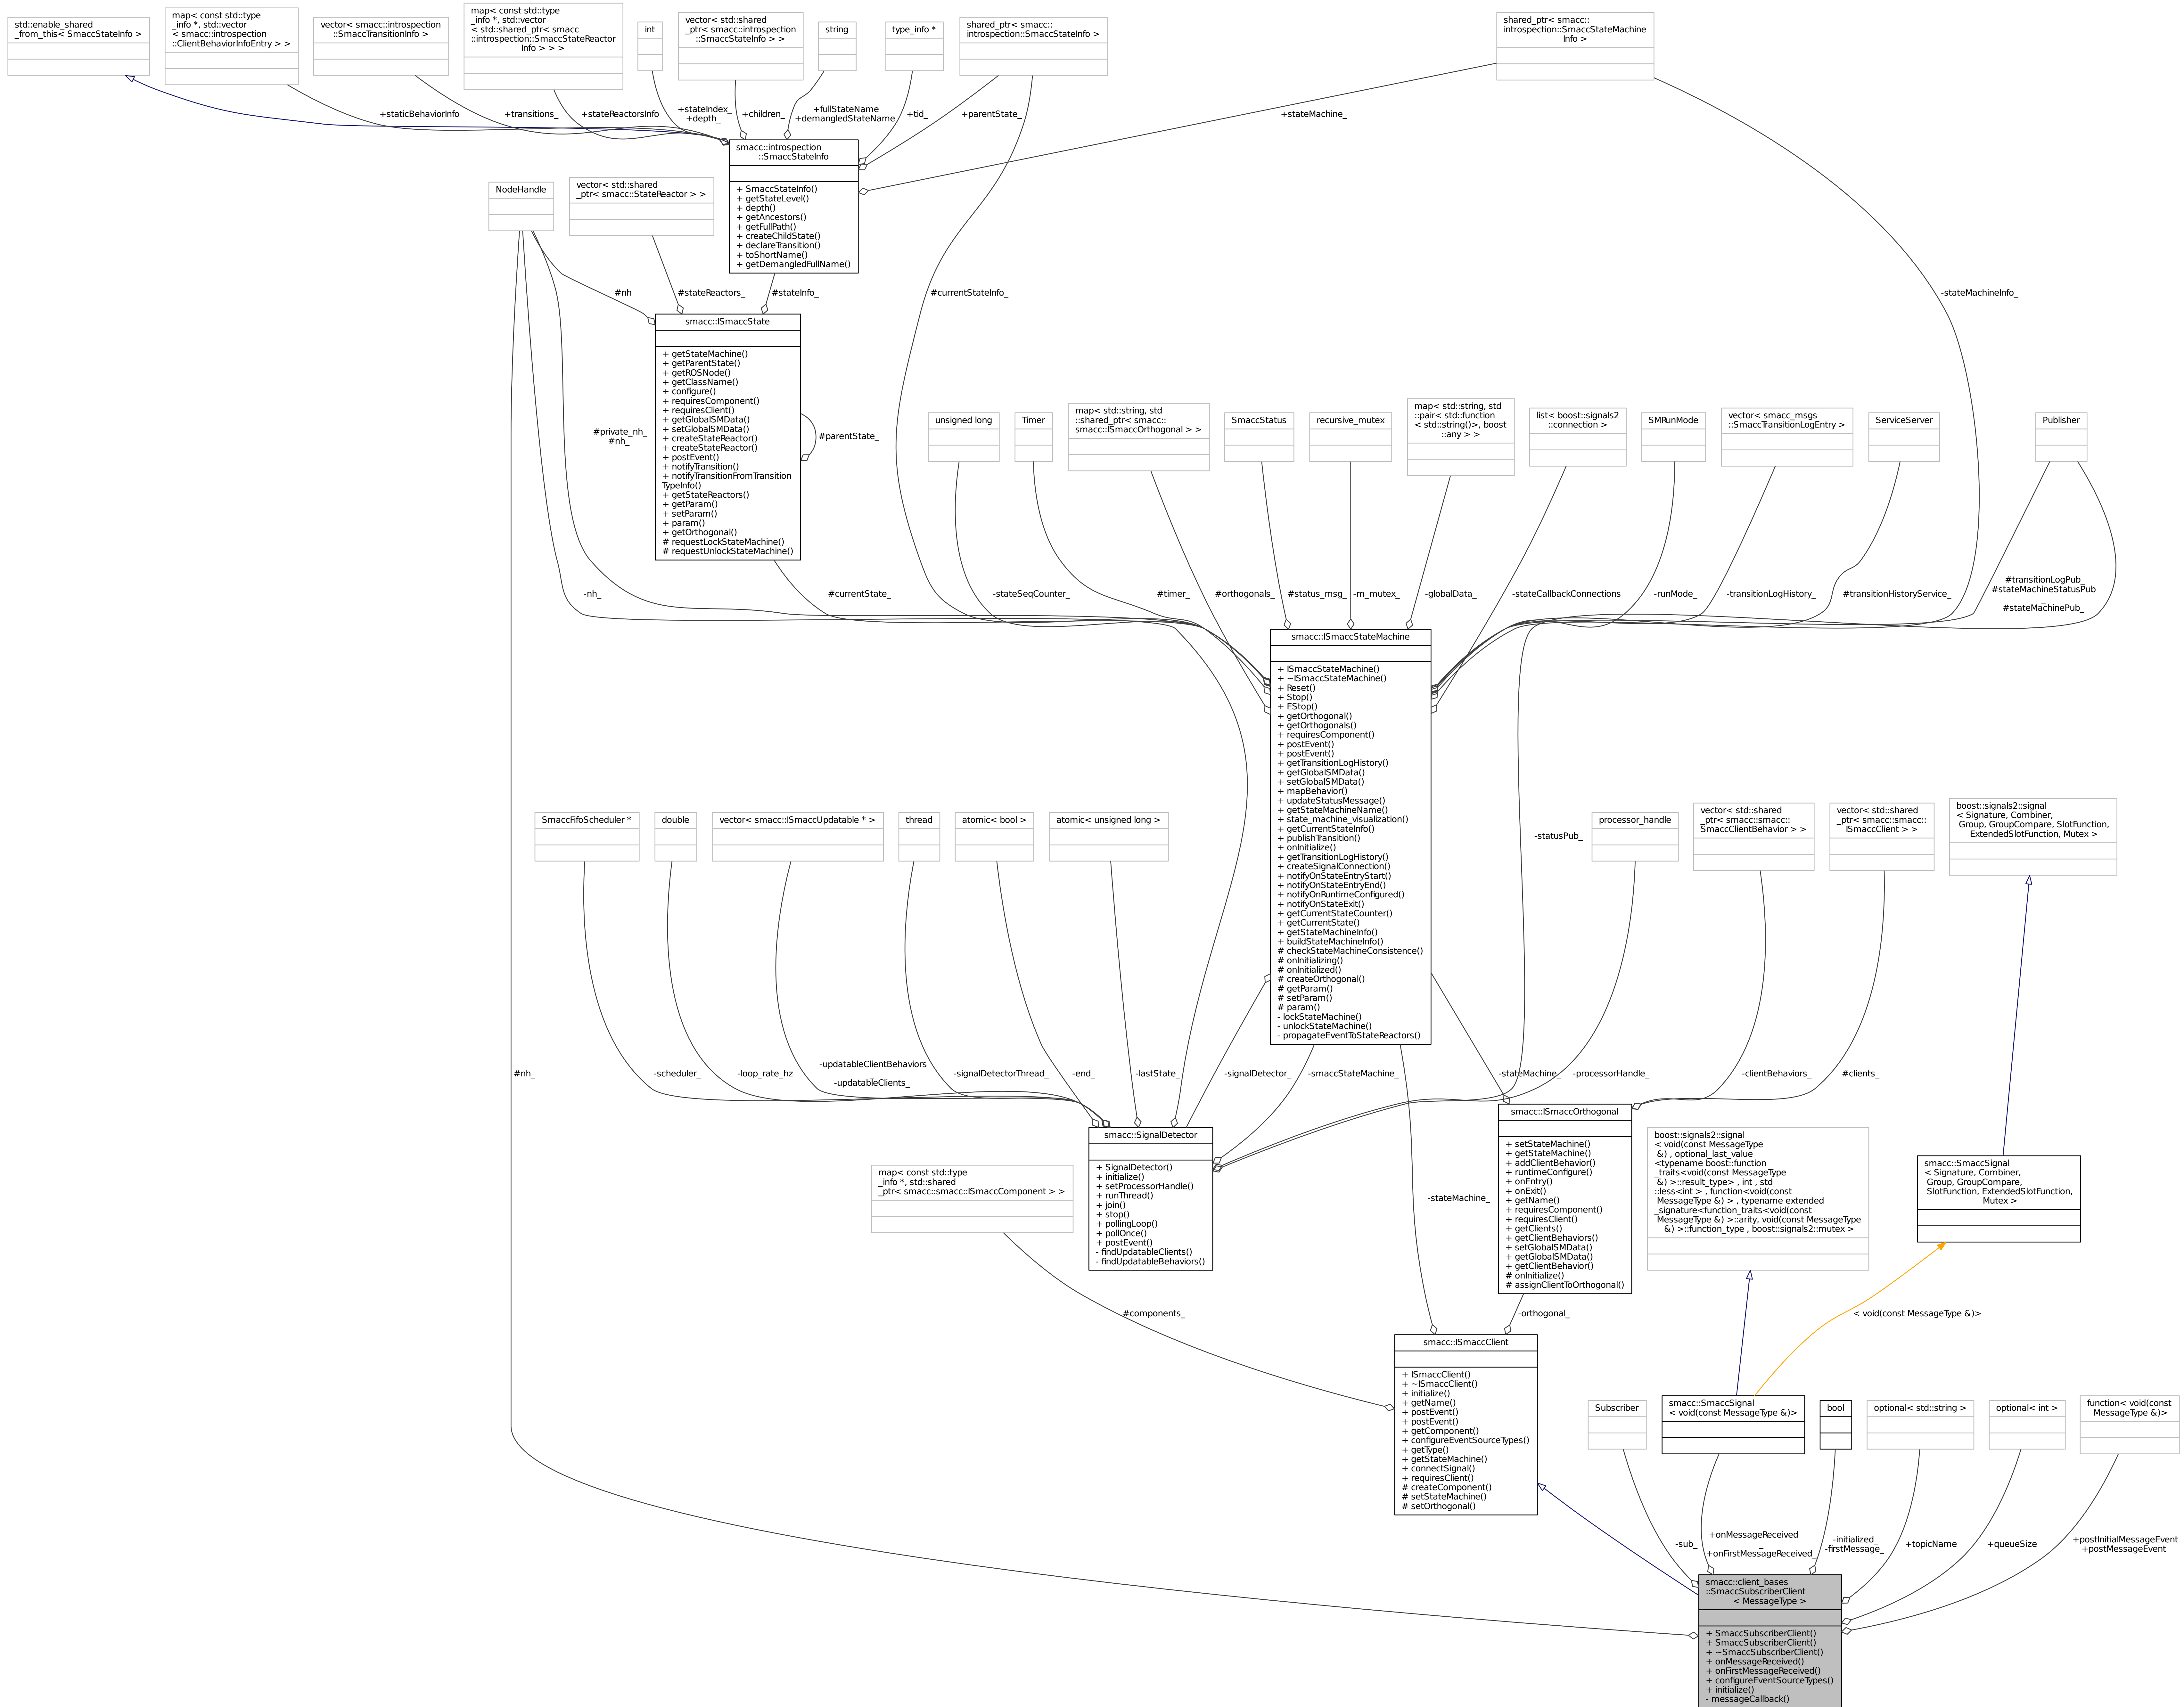 std::enable_shared
_from_this< SmaccStateInfo >
map< const std::type
_info *, std::vector
< smacc::introspection
::ClientBehaviorInfoEntry > >
vector< smacc::introspection
::SmaccTransitionInfo >
map< const std::type
_info *, std::vector
< std::shared_ptr< smacc
::introspection::SmaccStateReactor
Info > > >
int
vector< std::shared
_ptr< smacc::introspection
::SmaccStateInfo > >
string
type_info *
shared_ptr< smacc::
introspection::SmaccStateInfo >
shared_ptr< smacc::
introspection::SmaccStateMachine
Info >
+staticBehaviorInfo
+transitions_
+stateReactorsInfo
+stateIndex_
+depth_
+children_
+fullStateName
+demangledStateName
+tid_
+parentState_
+stateMachine_
smacc::introspection
::SmaccStateInfo
+ SmaccStateInfo()
+ getStateLevel()
+ depth()
+ getAncestors()
+ getFullPath()
+ createChildState()
+ declareTransition()
+ toShortName()
+ getDemangledFullName()
NodeHandle
vector< std::shared
_ptr< smacc::StateReactor > >
#nh
#stateReactors_
#stateInfo_
#currentStateInfo_
-stateMachineInfo_
smacc::ISmaccState
+ getStateMachine()
+ getParentState()
+ getROSNode()
+ getClassName()
+ configure()
+ requiresComponent()
+ requiresClient()
+ getGlobalSMData()
+ setGlobalSMData()
+ createStateReactor()
+ createStateReactor()
+ postEvent()
+ notifyTransition()
+ notifyTransitionFromTransition
TypeInfo()
+ getStateReactors()
+ getParam()
+ setParam()
+ param()
+ getOrthogonal()
# requestLockStateMachine()
# requestUnlockStateMachine()
#private_nh_
#nh_
#parentState_
unsigned long
Timer
map< std::string, std
::shared_ptr< smacc::
smacc::ISmaccOrthogonal > >
SmaccStatus
recursive_mutex
map< std::string, std
::pair< std::function
< std::string()>, boost
::any > >
list< boost::signals2
::connection >
SMRunMode
vector< smacc_msgs
::SmaccTransitionLogEntry >
ServiceServer
Publisher
-nh_
#currentState_
-stateSeqCounter_
#timer_
#orthogonals_
#status_msg_
-m_mutex_
-globalData_
-stateCallbackConnections
-runMode_
-transitionLogHistory_
#transitionHistoryService_
#transitionLogPub_
#stateMachineStatusPub
_
#stateMachinePub_
smacc::ISmaccStateMachine
+ ISmaccStateMachine()
+ ~ISmaccStateMachine()
+ Reset()
+ Stop()
+ EStop()
+ getOrthogonal()
+ getOrthogonals()
+ requiresComponent()
+ postEvent()
+ postEvent()
+ getTransitionLogHistory()
+ getGlobalSMData()
+ setGlobalSMData()
+ mapBehavior()
+ updateStatusMessage()
+ getStateMachineName()
+ state_machine_visualization()
+ getCurrentStateInfo()
+ publishTransition()
+ onInitialize()
+ getTransitionLogHistory()
+ createSignalConnection()
+ notifyOnStateEntryStart()
+ notifyOnStateEntryEnd()
+ notifyOnRuntimeConfigured()
+ notifyOnStateExit()
+ getCurrentStateCounter()
+ getCurrentState()
+ getStateMachineInfo()
+ buildStateMachineInfo()
# checkStateMachineConsistence()
# onInitializing()
# onInitialized()
# createOrthogonal()
# getParam()
# setParam()
# param()
- lockStateMachine()
- unlockStateMachine()
- propagateEventToStateReactors()
SmaccFifoScheduler *
double
vector< smacc::ISmaccUpdatable * >
thread
atomic< bool >
atomic< unsigned long >
-statusPub_
processor_handle
vector< std::shared
_ptr< smacc::smacc::
SmaccClientBehavior > >
vector< std::shared
_ptr< smacc::smacc::
ISmaccClient > >
boost::signals2::signal
< Signature, Combiner,
Group, GroupCompare, SlotFunction,
ExtendedSlotFunction, Mutex >
#nh_
-scheduler_
-loop_rate_hz
-updatableClientBehaviors
_
-updatableClients_
-signalDetectorThread_
-end_
-lastState_
-signalDetector_
-smaccStateMachine_
-stateMachine_
-processorHandle_
-clientBehaviors_
#clients_
smacc::SignalDetector
+ SignalDetector()
+ initialize()
+ setProcessorHandle()
+ runThread()
+ join()
+ stop()
+ pollingLoop()
+ pollOnce()
+ postEvent()
- findUpdatableClients()
- findUpdatableBehaviors()
smacc::ISmaccOrthogonal
+ setStateMachine()
+ getStateMachine()
+ addClientBehavior()
+ runtimeConfigure()
+ onEntry()
+ onExit()
+ getName()
+ requiresComponent()
+ requiresClient()
+ getClients()
+ getClientBehaviors()
+ setGlobalSMData()
+ getGlobalSMData()
+ getClientBehavior()
# onInitialize()
# assignClientToOrthogonal()
boost::signals2::signal
< void(const MessageType
&) , optional_last_value
<typename boost::function
_traits<void(const MessageType
&) >::result_type> , int , std
::less<int > , function<void(const
MessageType &) > , typename extended
_signature<function_traits<void(const
MessageType &) >::arity, void(const MessageType
&) >::function_type , boost::signals2::mutex >
smacc::SmaccSignal
< Signature, Combiner,
Group, GroupCompare,
SlotFunction, ExtendedSlotFunction,
Mutex >
map< const std::type
_info *, std::shared
_ptr< smacc::smacc::ISmaccComponent > >
-stateMachine_
#components_
-orthogonal_
< void(const MessageType &)>
smacc::ISmaccClient
+ ISmaccClient()
+ ~ISmaccClient()
+ initialize()
+ getName()
+ postEvent()
+ postEvent()
+ getComponent()
+ configureEventSourceTypes()
+ getType()
+ getStateMachine()
+ connectSignal()
+ requiresClient()
# createComponent()
# setStateMachine()
# setOrthogonal()
Subscriber
smacc::SmaccSignal
< void(const MessageType &)>
bool
optional< std::string >
optional< int >
function< void(const
MessageType &)>
-sub_
+onMessageReceived
_
+onFirstMessageReceived_
-initialized_
-firstMessage_
+topicName
+queueSize
+postInitialMessageEvent
+postMessageEvent
smacc::client_bases
::SmaccSubscriberClient
< MessageType >
+ SmaccSubscriberClient()
+ SmaccSubscriberClient()
+ ~SmaccSubscriberClient()
+ onMessageReceived()
+ onFirstMessageReceived()
+ configureEventSourceTypes()
+ initialize()
- messageCallback()